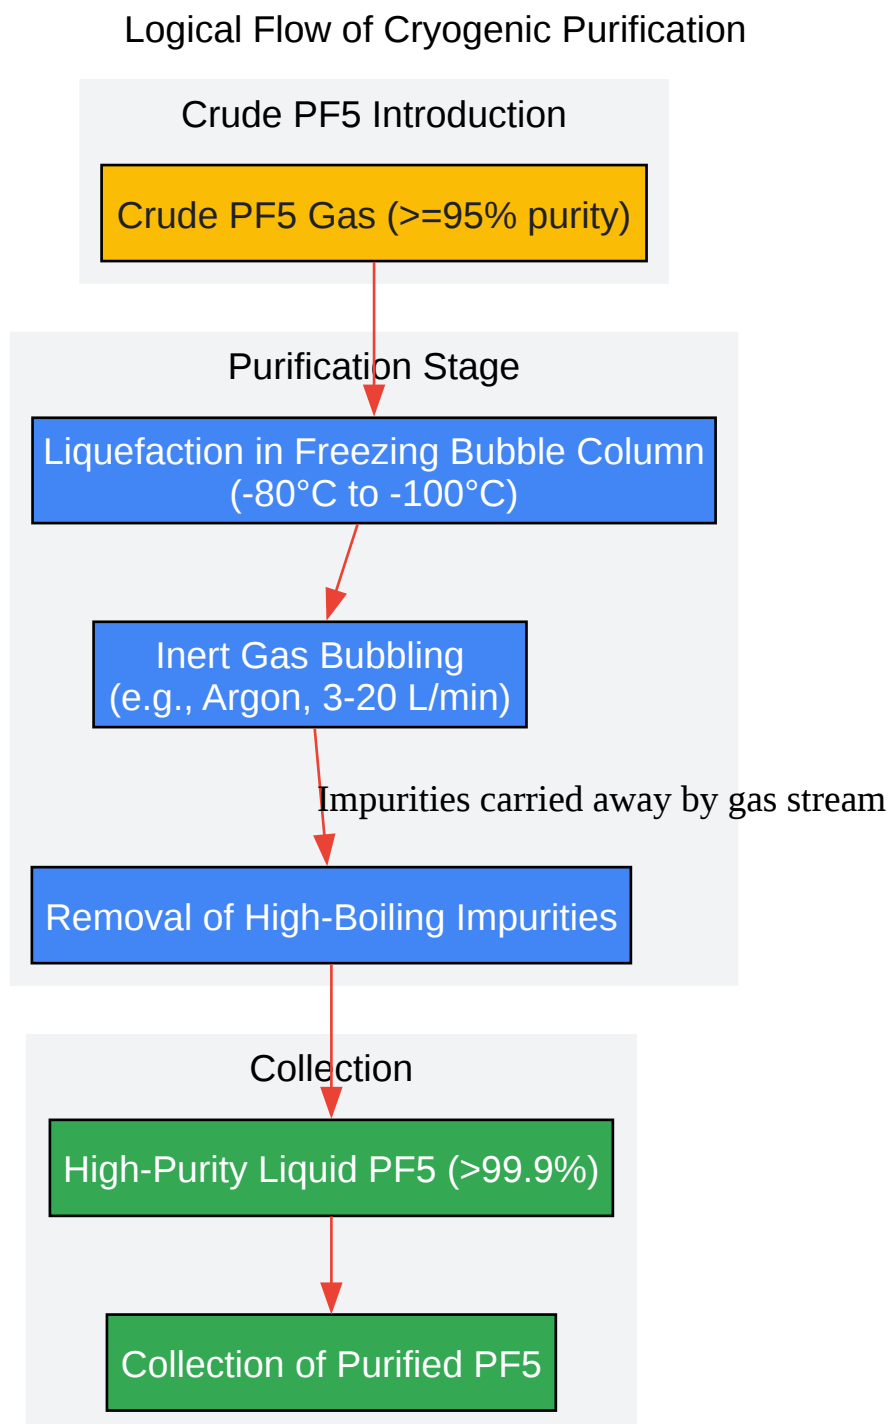 Logical Flow of Cryogenic Purification
Crude PF5 Introduction
Crude PF5 Gas (>=95% purity)
Purification Stage
Liquefaction in Freezing Bubble Column
(-80°C to -100°C)
Inert Gas Bubbling
(e.g., Argon, 3-20 L/min)
Impurities carried away by gas stream
Removal of High-Boiling Impurities
Collection
High-Purity Liquid PF5 (>99.9%)
Collection of Purified PF5